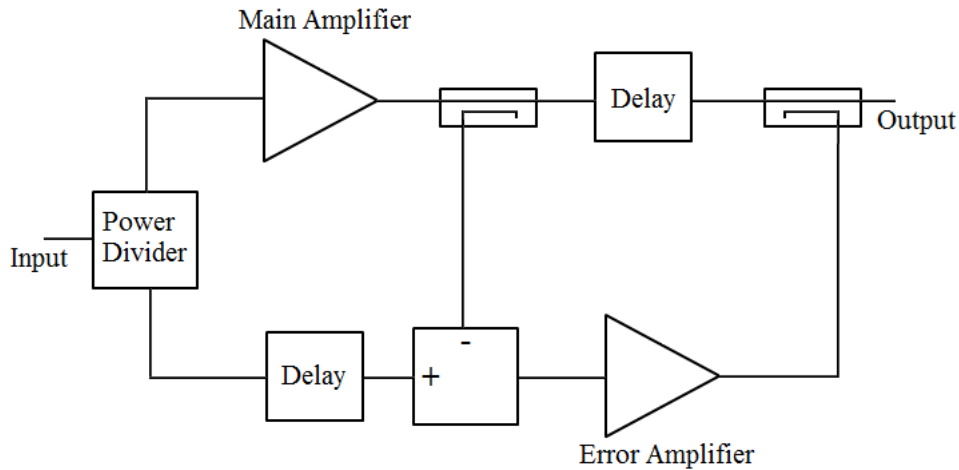 Main Amplifier
Delay
Output
Power
Divider
Input
-
Delay
+
Error Amplifier